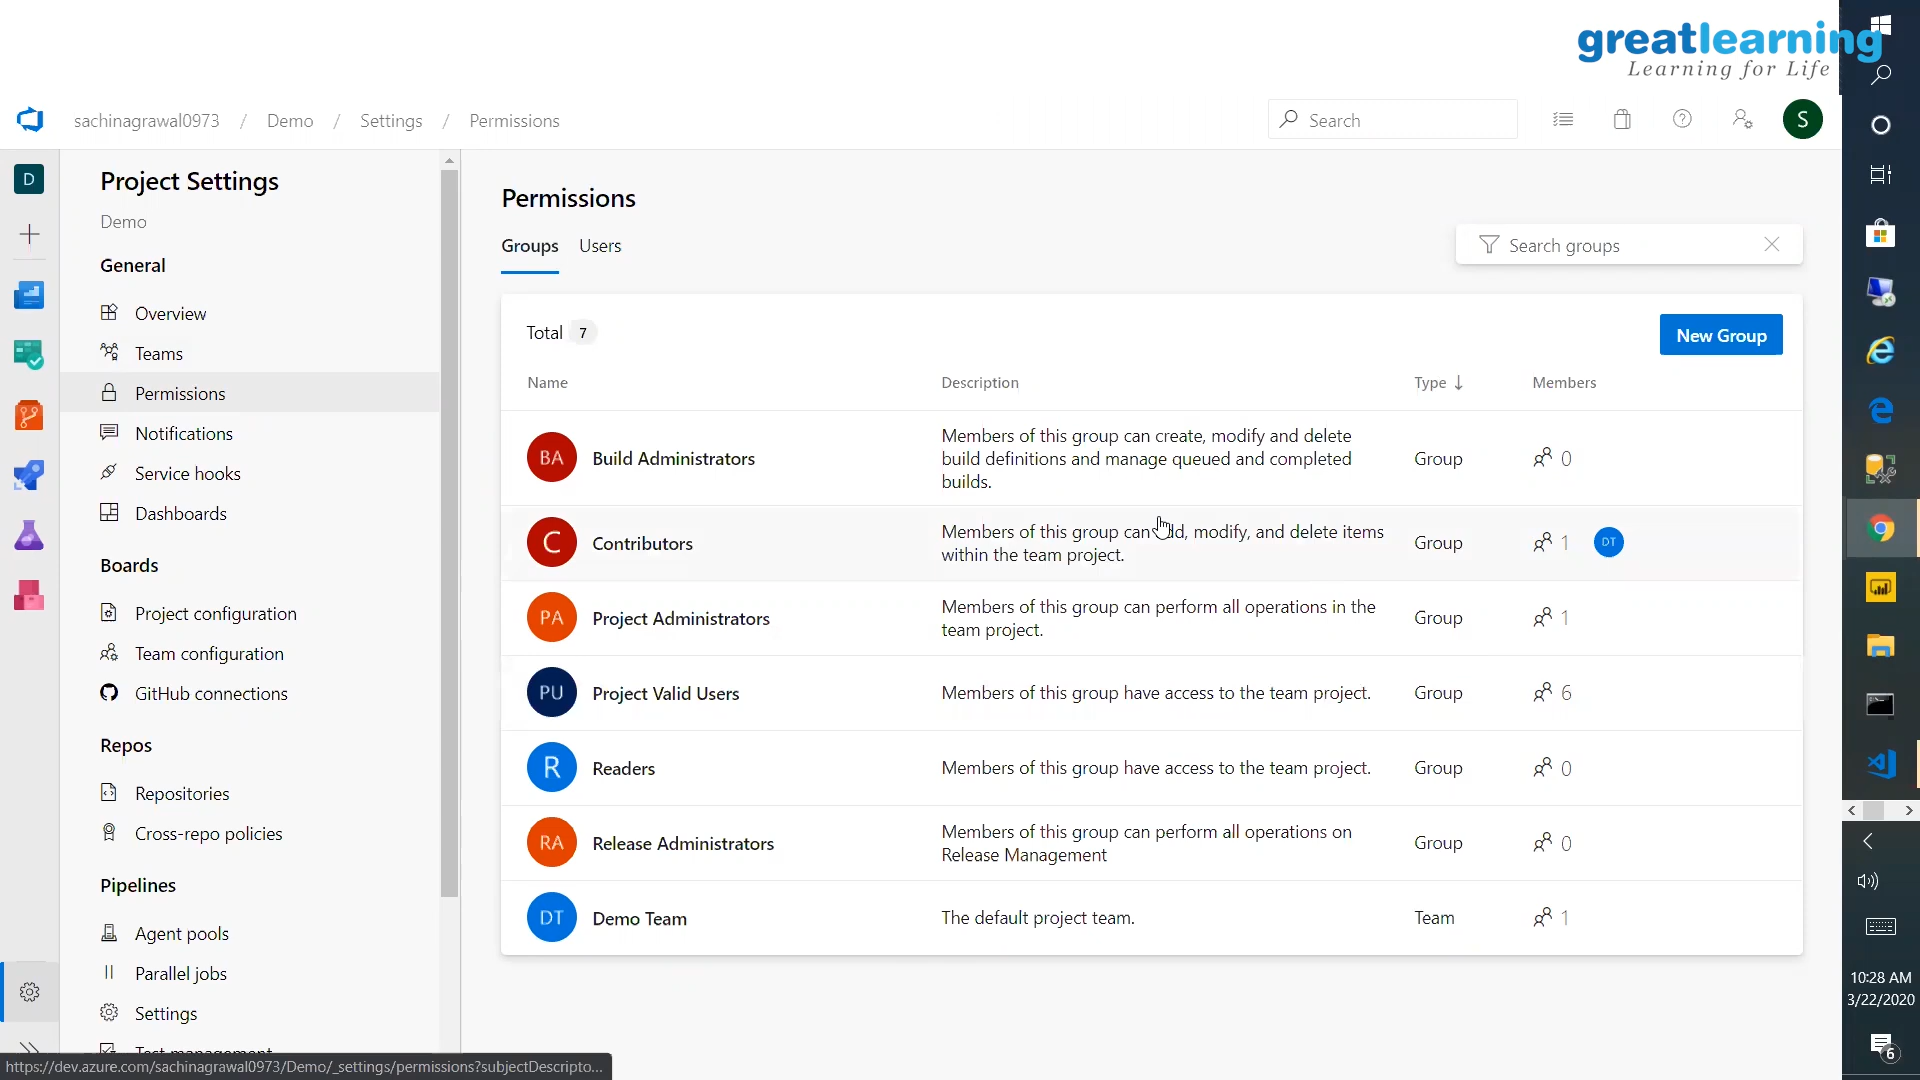 greatlearning
Learning for Life
sachinagrawal0973 / Demo / Settings / Permissions
Search
S
D
Project Settings
Demo
General
Overview
Teams
Permissions
Notifications
Service hooks
Dashboards
Boards
Project configuration
Team configuration
GitHub connections
Repos
Repositories
Cross-repo policies
Pipelines
Agent pools
Parallel jobs
Settings
https://dev.azure.com/sachinagrawal0973/Demo/_settings/permissions?subjectDescripto...
Permissions
Groups Users
Search groups
Total 7
New Group
Name Description Type ↓ Members
BA Build Administrators
Members of this group can create, modify and delete
build definitions and manage queued and completed
builds.
Group 0
C Contributors
Members of this group can modify, and delete items
within the team project.
Group 1 DT
PA Project Administrators
Members of this group can perform all operations in the
team project.
Group 1
PU Project Valid Users Members of this group have access to the team project. Group 6
R Readers Members of this group have access to the team project. Group 0
RA Release Administrators
Members of this group can perform all operations on
Release Management
Group 0
DT Demo Team The default project team. Team 1
10:28 AM
3/22/2020
6